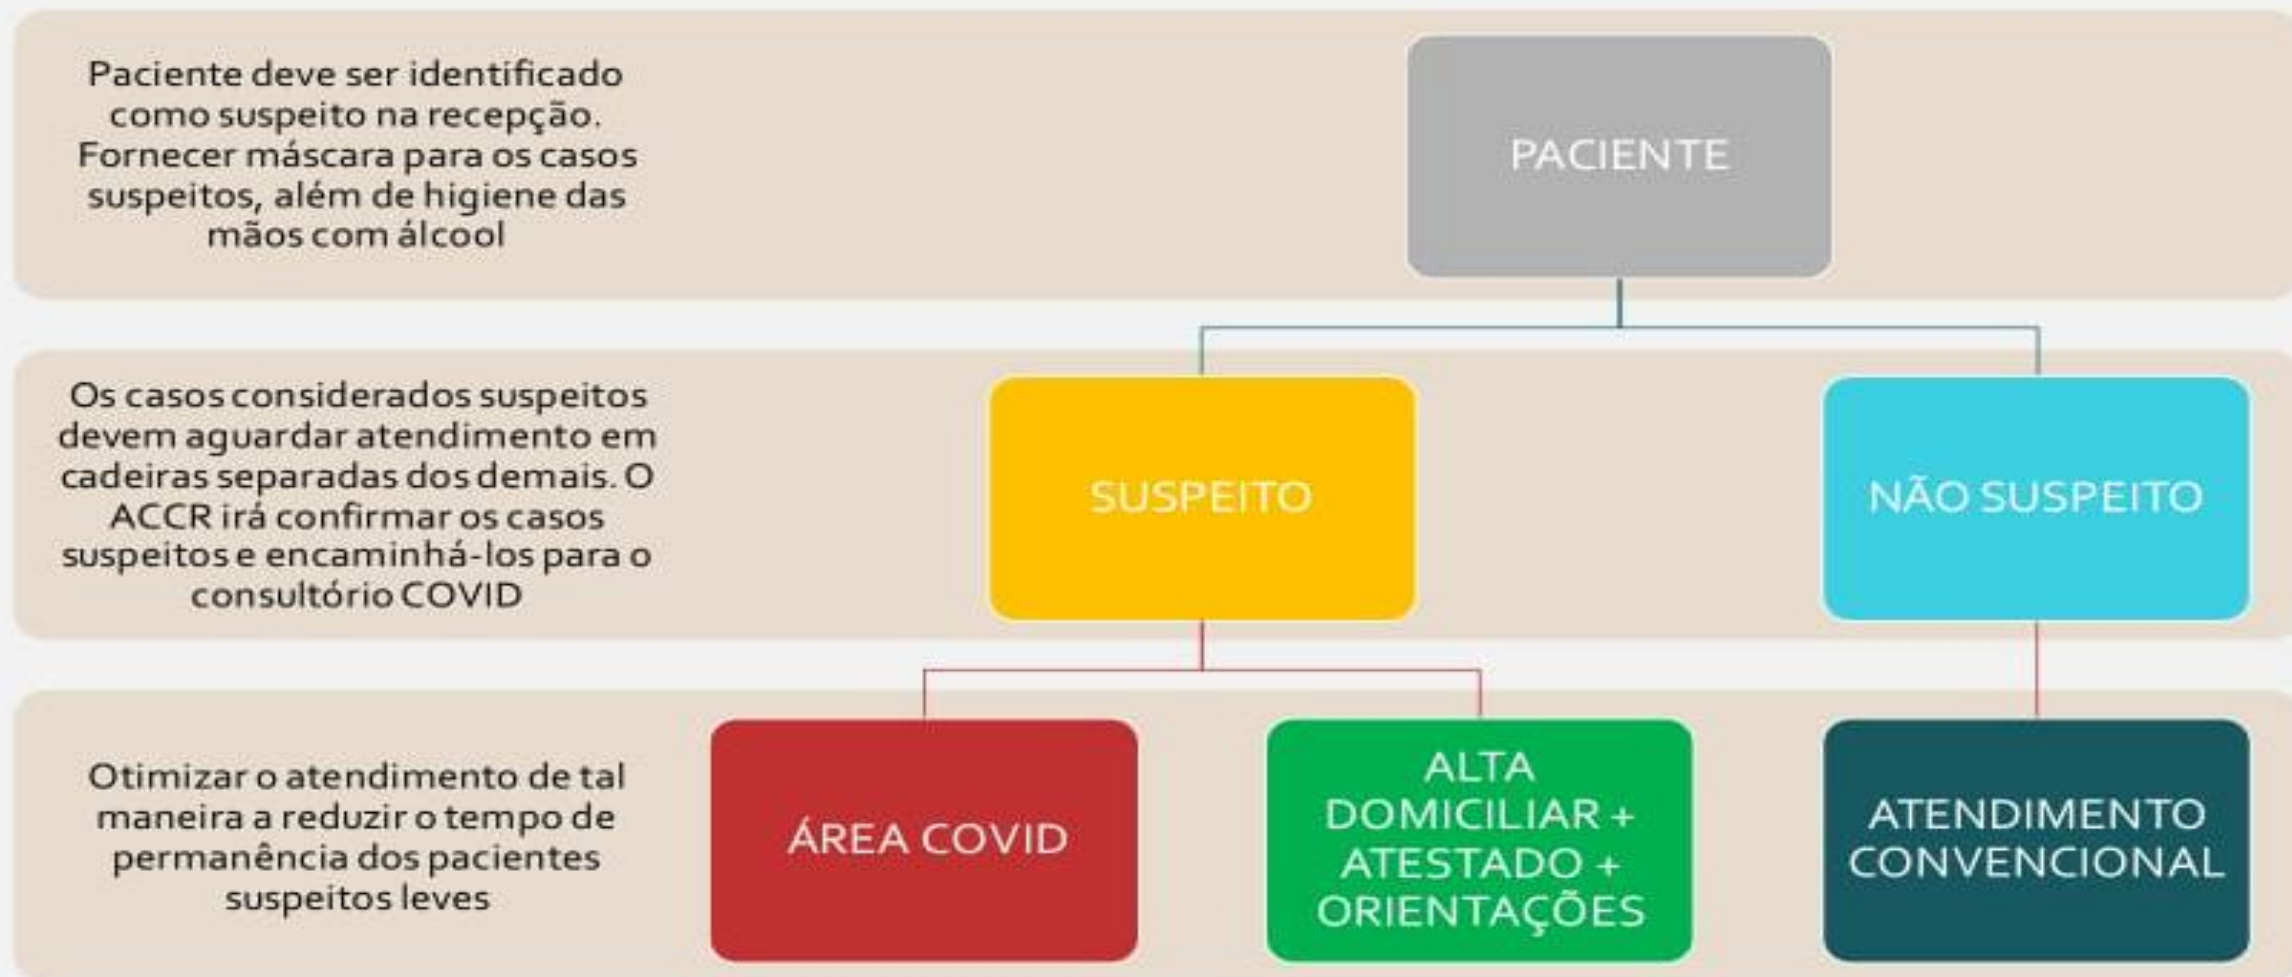 Paciente deve ser identificado
como suspeito na recepção.
Fornecer máscara para os casos
suspeitos, além de higiene das
mãos com álcool
PACIENTE
Os casos considerados suspeitos
devem aguardar atendimento em
cadeiras separadas dos demais. O
ACCR irá confirmar os casos
suspeitos e encaminhá-los para o
consultório COVID
SUSPEITO
NÃO SUSPEITO
Otimizar o atendimento de tal
maneira a reduzir o tempo de
permanência dos pacientes
suspeitos leves
ÁREA COVID
ALTA
DOMICILIAR +
ATESTADO +
ORIENTAÇÕES
ATENDIMENTO
CONVENCIONAL